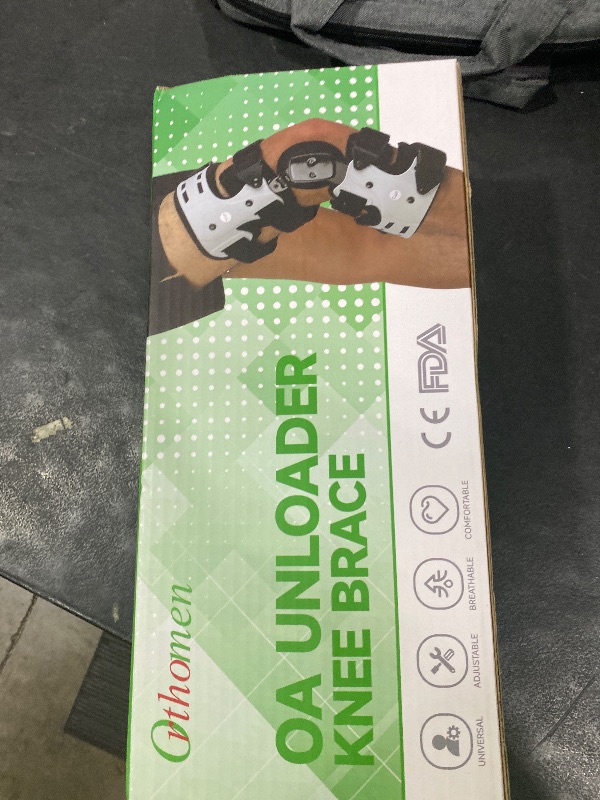 Orthomen
OA UNLOADER
KNEE BRACE
CE FDA
UNIVERSAL
ADJUSTABLE
BREATHABLE
COMFORTABLE